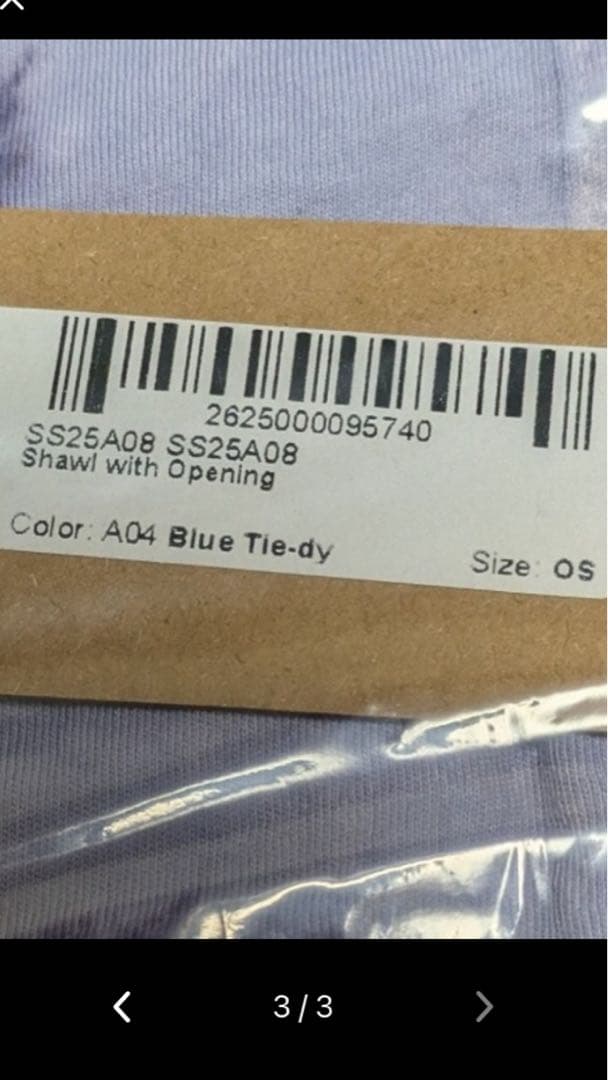 2625000095740
SS25A08 SS25A08
Shawl with Opening
Color: A04 Blue Tie-dy
Size: OS
3/3